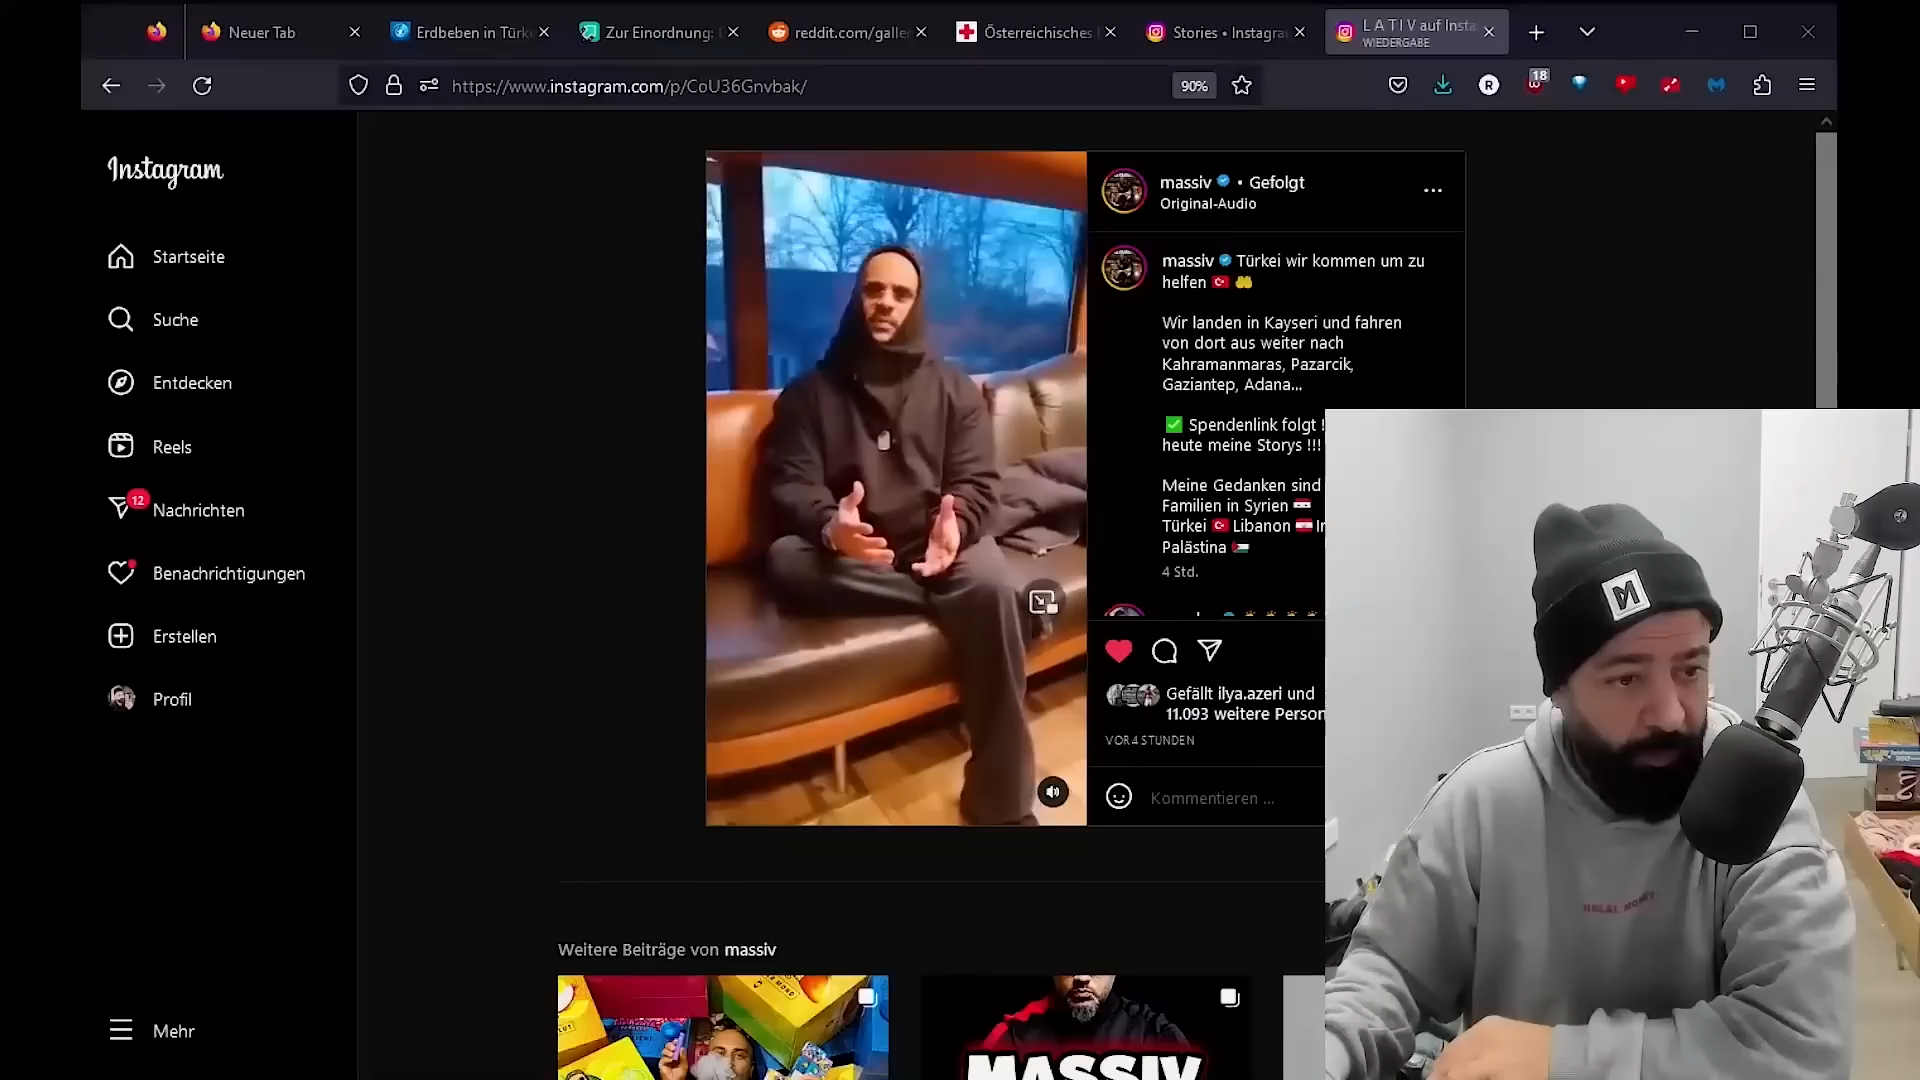 Neuer Tab
Erdbeben in Türk
Zur Einordnung:
reddit.com/galle
Österreichisches
Stories • Instagra
L A T I V auf Insta
WIEDERGABE
https://www.instagram.com/p/CoU36Gnvbak/
90%
18
Instagram
Startseite
Suche
Entdecken
Reels
12
Nachrichten
Benachrichtigungen
Erstellen
Profil
Mehr
massiv • Gefolgt
Original-Audio
massiv Türkei wir kommen um zu
helfen
Wir landen in Kayseri und fahren
von dort aus weiter nach
Kahramanmaras, Pazarcik,
Gaziantep, Adana...
Spendenlink folgt !
heute meine Storys !!!
Meine Gedanken sind
Familien in Syrien
Türkei Libanon
Palästina
4 Std.
Gefällt ilya.azeri und
11.093 weitere Person
VOR 4 STUNDEN
Kommentieren ...
Weitere Beiträge von massiv
MASSIV